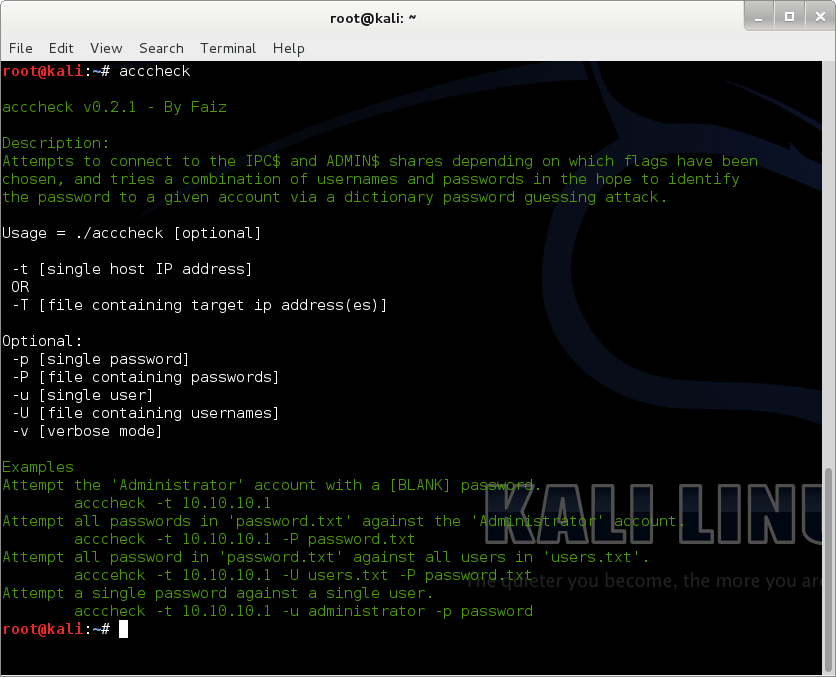 root@kali: ~
File Edit View Search Terminal Help
root@kali:~# acccheck
acccheck v0.2.1 - By Faiz
Description:
Attempts to connect to the IPC$ and ADMIN$ shares depending on which flags have been
chosen, and tries a combination of usernames and passwords in the hope to identify
the password to a given account via a dictionary password guessing attack.
Usage = ./acccheck [optional]
-t [single host IP address]
OR
-T [file containing target ip address(es)]
Optional:
-p [single password]
-P [file containing passwords]
-u [single user]
-U [file containing usernames]
-v [verbose mode]
Examples
Attempt the 'Administrator' account with a [BLANK] password.
acccheck -t 10.10.10.1
Attempt all passwords in 'password.txt' against the 'Administrator' account.
acccheck -t 10.10.10.1 -P password.txt
Attempt all password in 'password.txt' against all users in 'users.txt'.
acccehck -t 10.10.10.1 -U users.txt -P password.txt
Attempt a single password against a single user.
acccheck -t 10.10.10.1 -u administrator -p password
root@kali:~#
KALI LINU
The quieter you become, the more you are